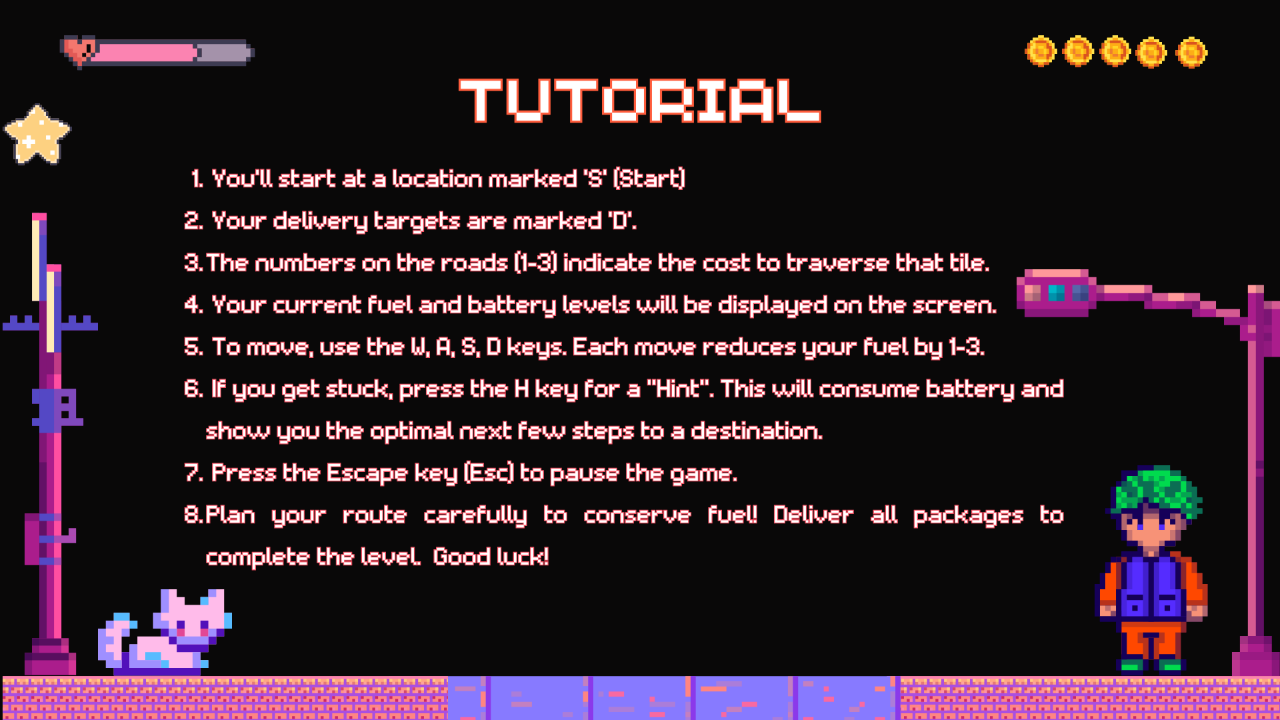 TUTORIAL
1. You'll start at a location marked 'S' (Start)
2. Your delivery targets are marked 'D'.
3. The numbers on the roads (1-3) indicate the cost to traverse that tile.
4. Your current fuel and battery levels will be displayed on the screen.
5. To move, use the W, A, S, D keys. Each move reduces your fuel by 1-3.
6. If you get stuck, press the H key for a "Hint". This will consume battery and
show you the optimal next few steps to a destination.
7. Press the Escape key (Esc) to pause the game.
8. Plan your route carefully to conserve fuel! Deliver all packages to
complete the level. Good luck!